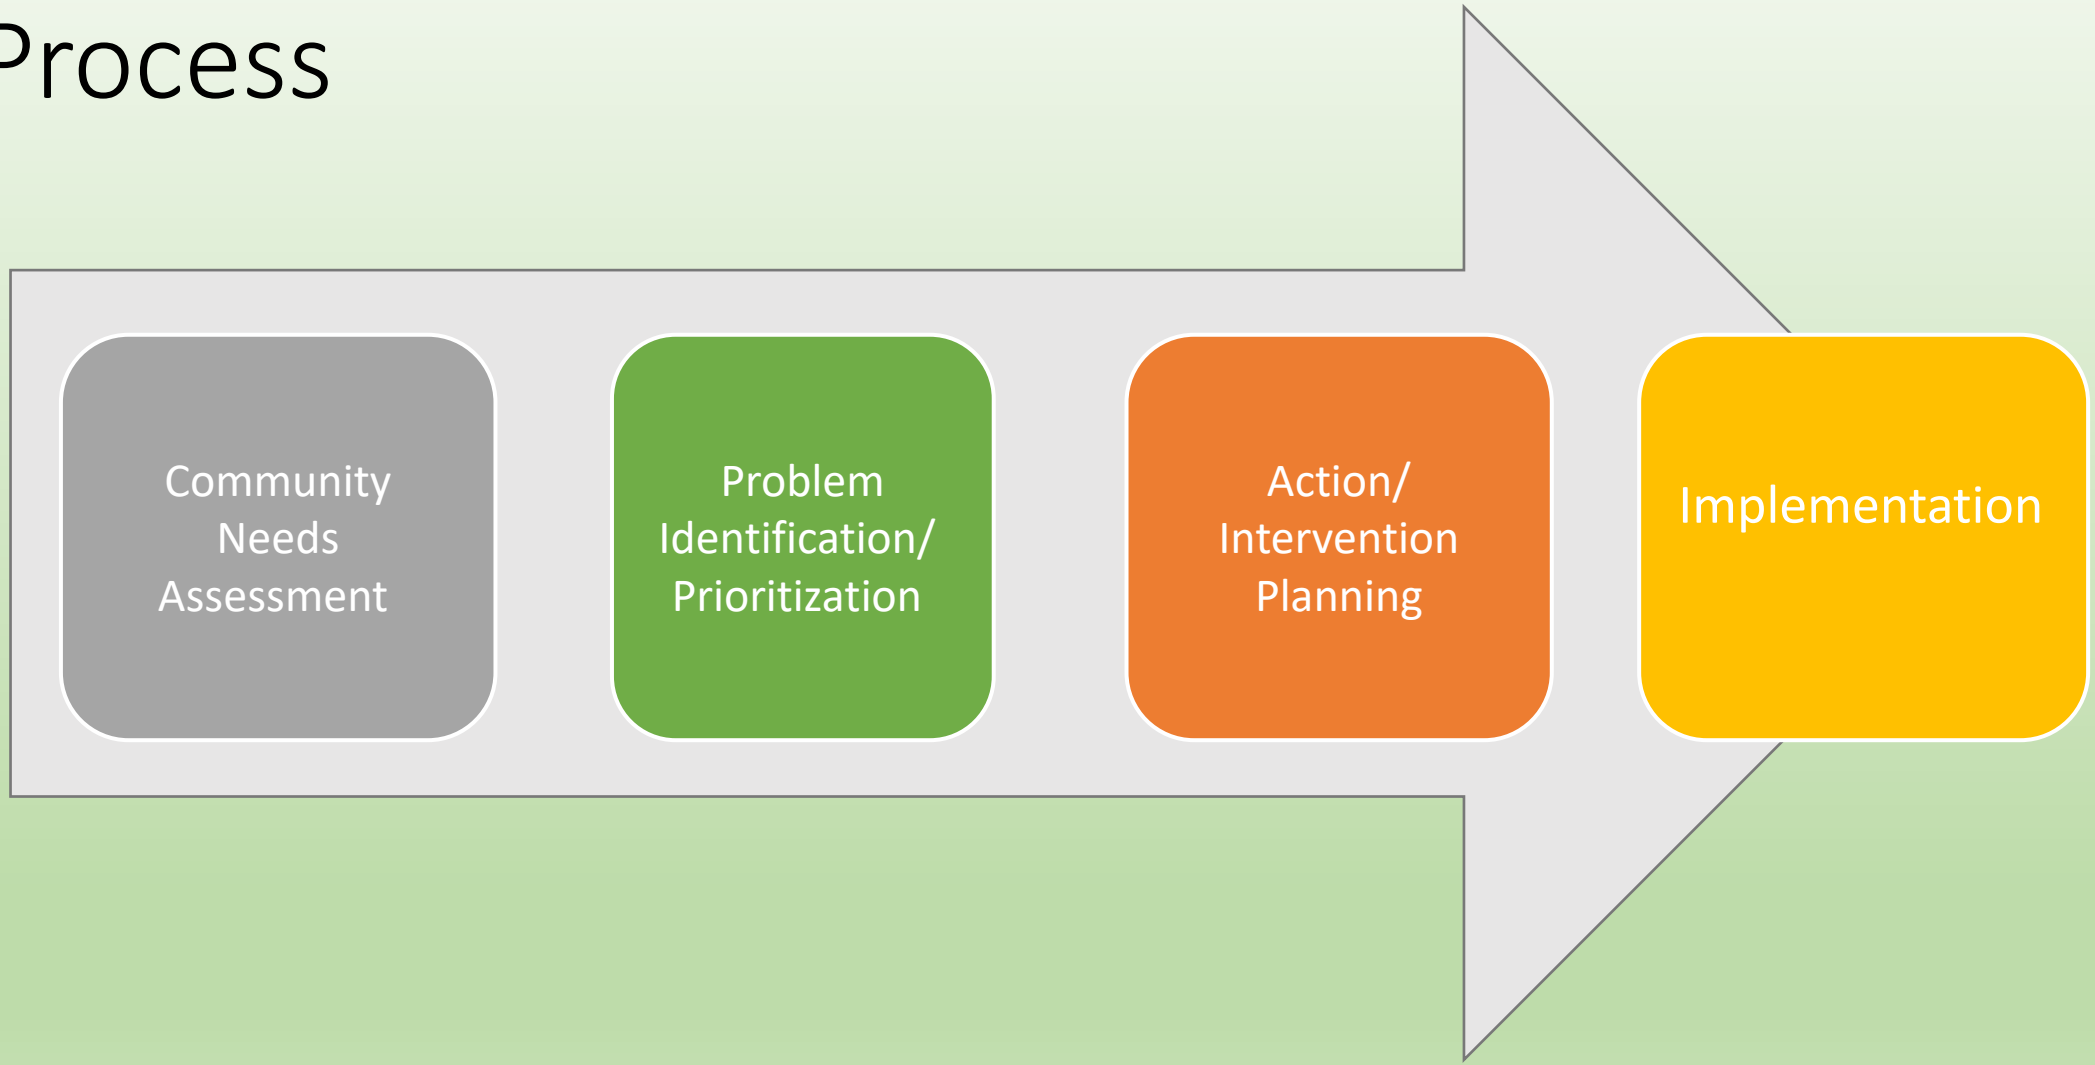 Process
Community
Needs
Assessment
Problem
Identification/
Prioritization
Action/
Intervention
Planning
Implementation